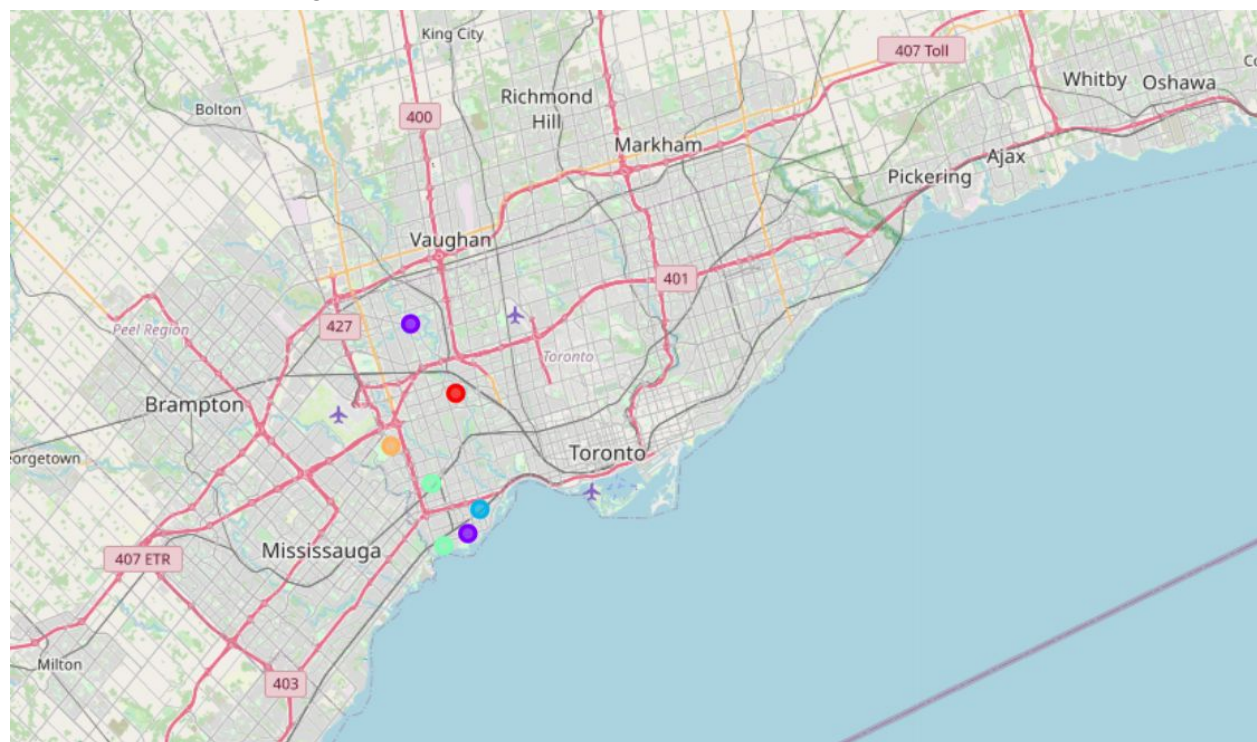 King City
407 Toll
Whitby
Oshawa
Bolton
Richmond
Hill
400
Markham
Ajax
Pickering
Vaughan
401
Peel Region
427
Toronto
Brampton
eorgetown
Toronto
Mississauga
407 ETR
Milton
403